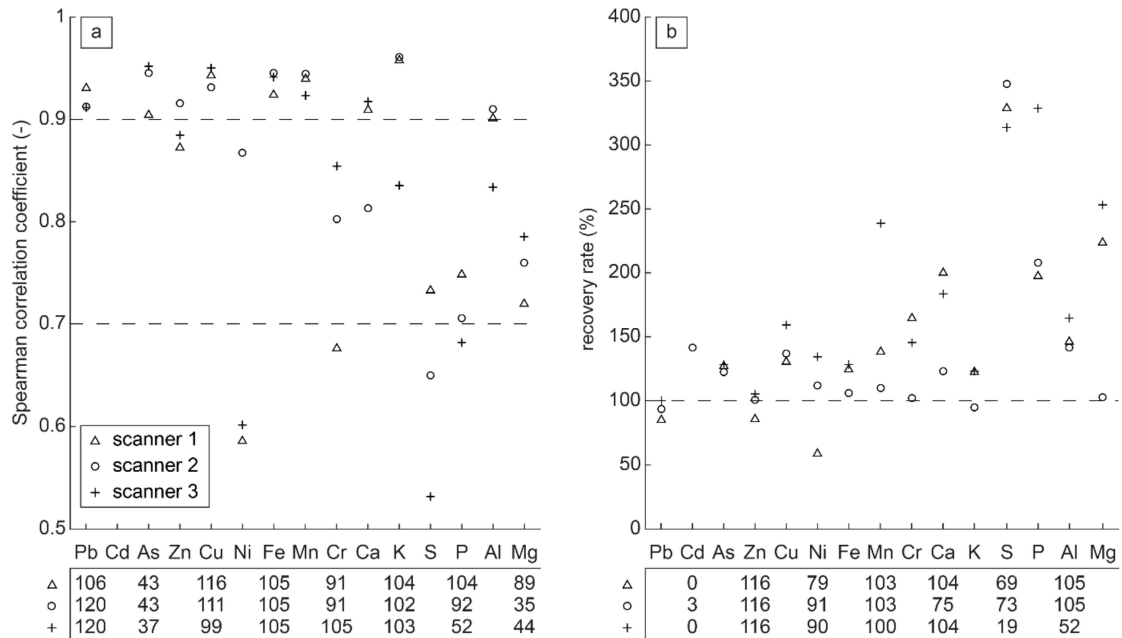 a
1
0.9
0.8
0.7
0.6
0.5
Spearman correlation coefficient (-)
scanner 1
scanner 2
scanner 3
Pb Cd As Zn Cu Ni Fe Mn Cr Ca K S P Al Mg
106 43 116 105 91 104 104 89
120 43 111 105 91 102 92 35
120 37 99 105 105 103 52 44
b
400
350
300
250
200
150
100
50
0
recovery rate (%)
Pb Cd As Zn Cu Ni Fe Mn Cr Ca K S P Al Mg
0 116 79 103 104 69 105
3 116 91 103 75 73 105
0 116 90 100 104 19 52